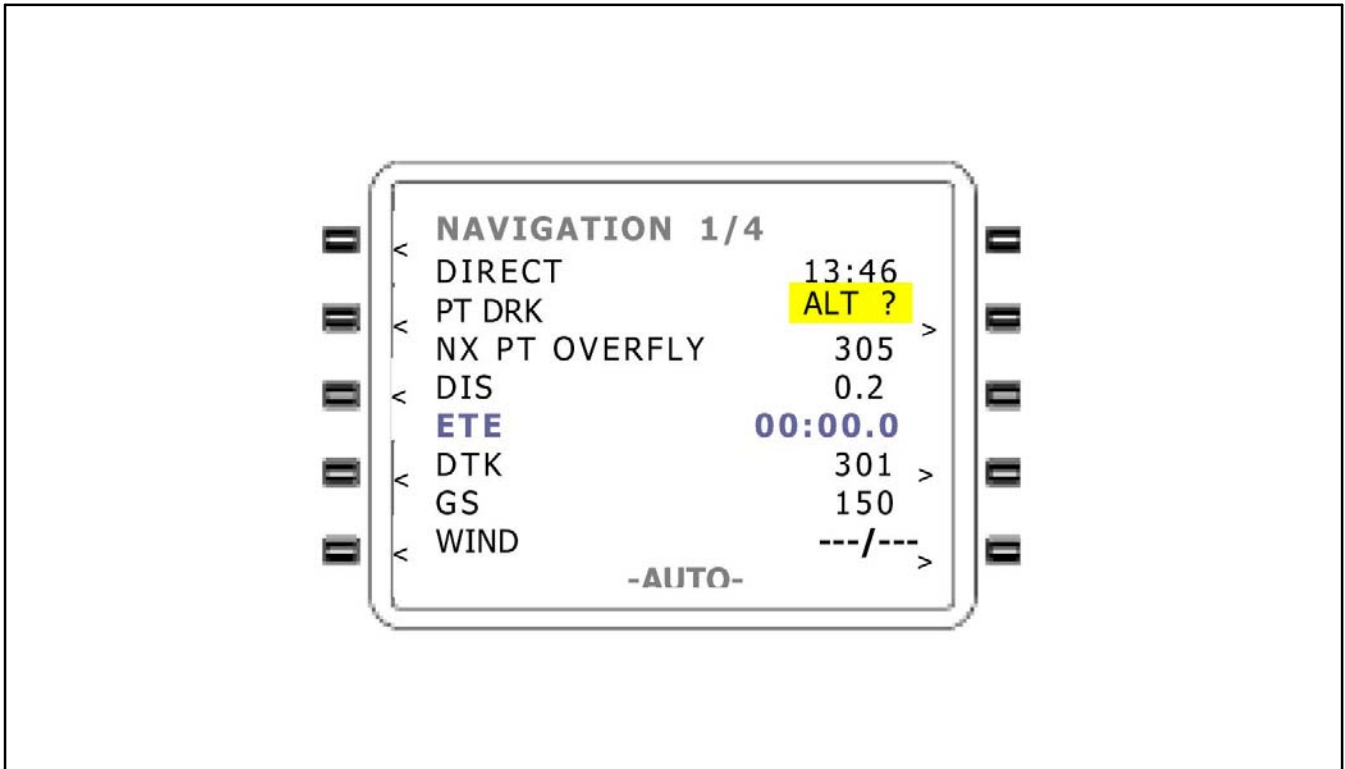 NAVIGATION 1/4
<
DIRECT 13:46
PT DRK ALT ?
< >
NX PT OVERFLY 305
< DIS 0.2
ETE 00:00.0
< DTK 301 >
GS 150
< WIND ---/--- >
-AUTO-